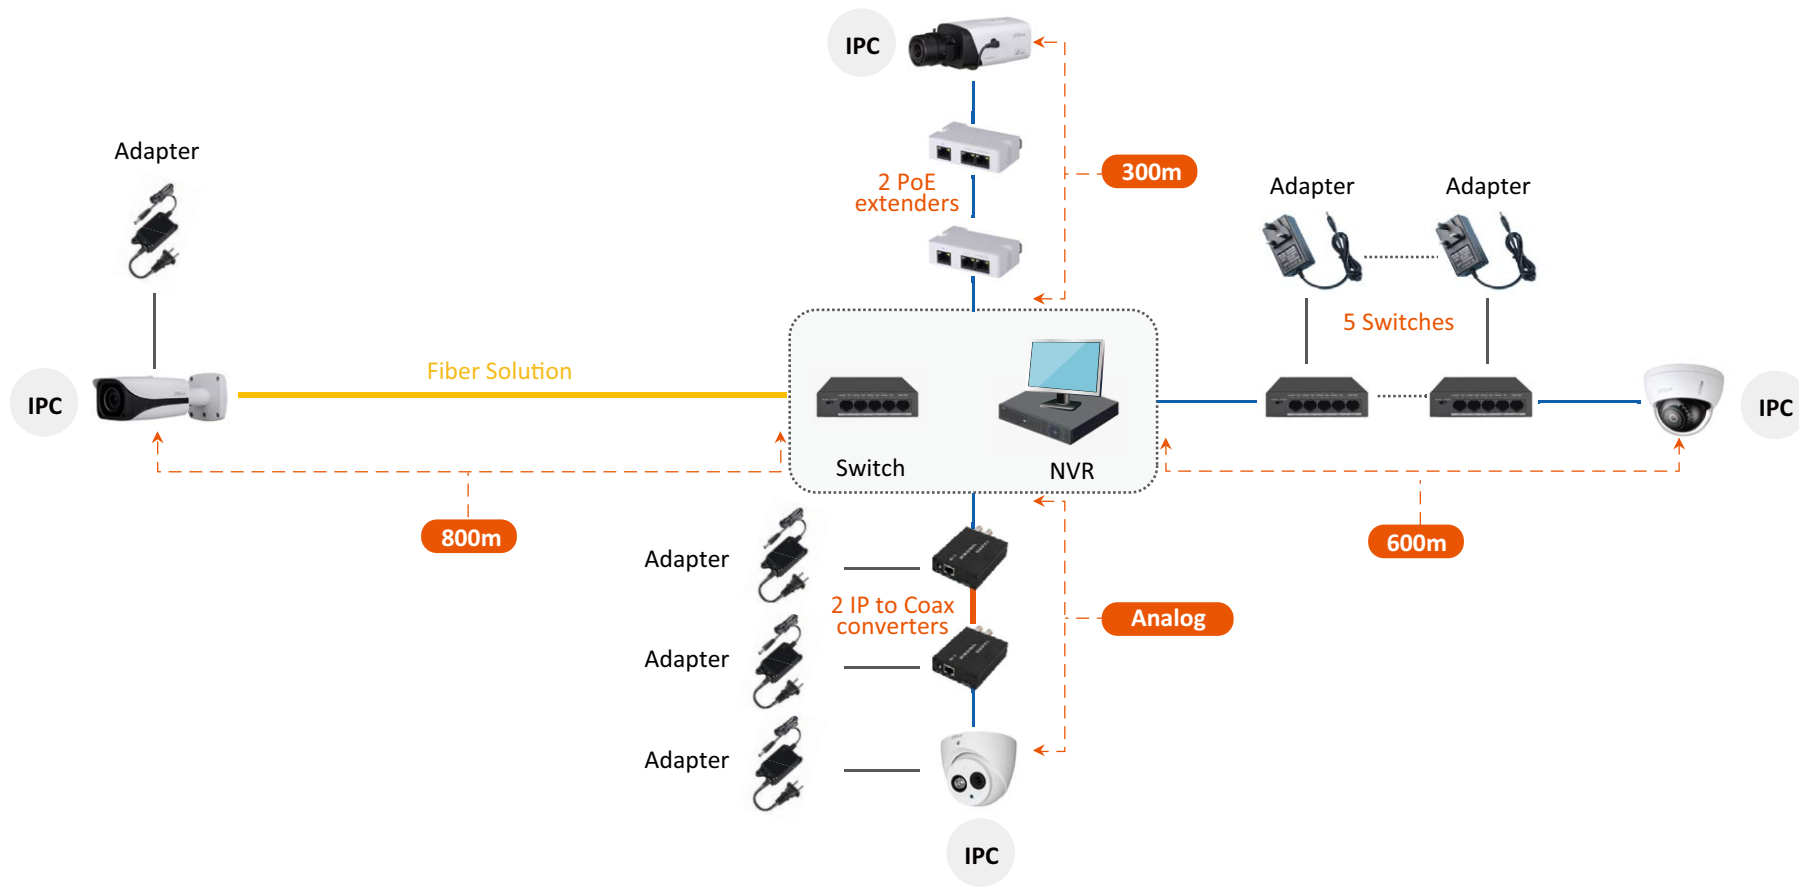 IPC
Adapter
2 PoE
extenders
300m
Adapter
Adapter
5 Switches
Fiber Solution
IPC
IPC
Switch
NVR
800m
600m
Adapter
2 IP to Coax
converters
Analog
Adapter
Adapter
IPC